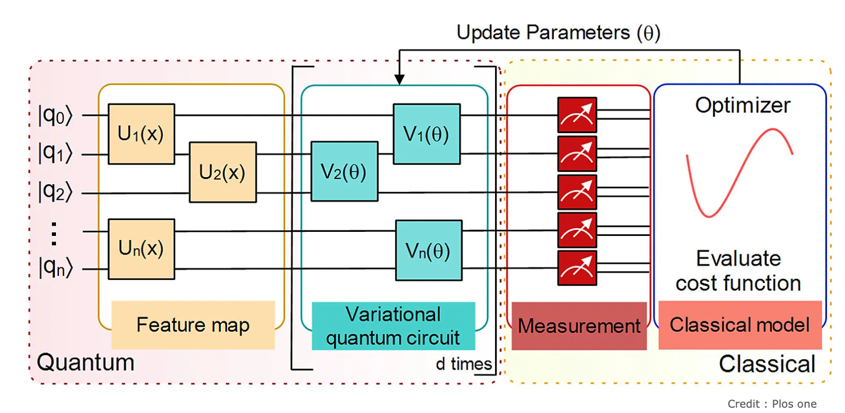 Update Parameters (θ)
|q0⟩
|q1⟩
|q2⟩
⋮
|qn⟩
U1(x)
U2(x)
Un(x)
V1(θ)
V2(θ)
Vn(θ)
Optimizer
Evaluate
cost function
Feature map
Variational
quantum circuit
Measurement
Classical model
Quantum
d times
Classical
Credit : Plos one